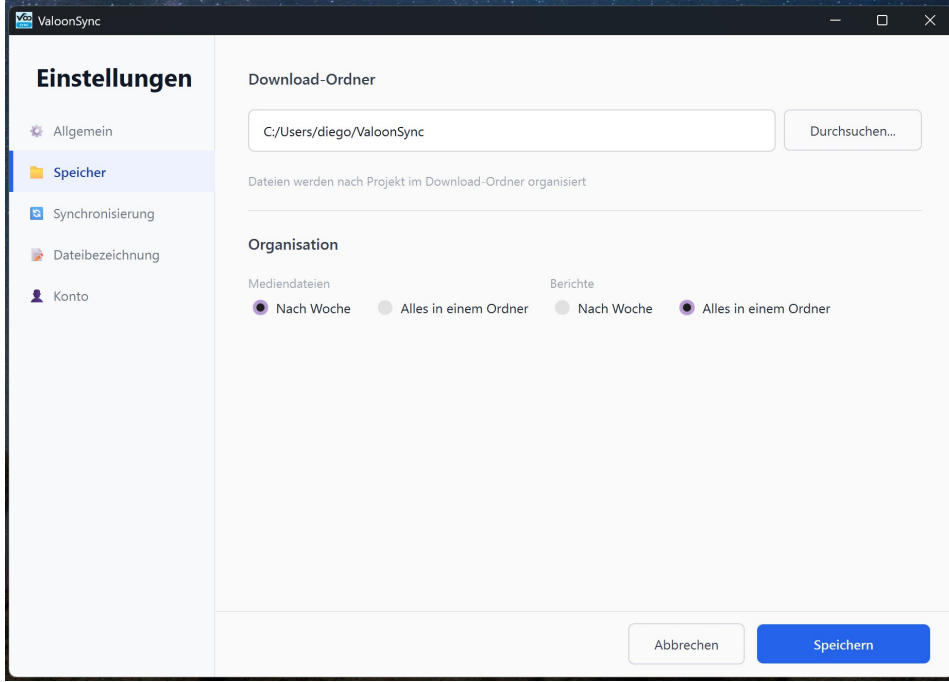 Voo
SYNC
ValoonSync
Einstellungen
Allgemein
Speicher
Synchronisierung
Dateibezeichnung
Konto
Download-Ordner
C:/Users/diego/ValoonSync
Durchsuchen...
Dateien werden nach Projekt im Download-Ordner organisiert
Organisation
Mediendateien
Nach Woche
Alles in einem Ordner
Berichte
Nach Woche
Alles in einem Ordner
Abbrechen
Speichern